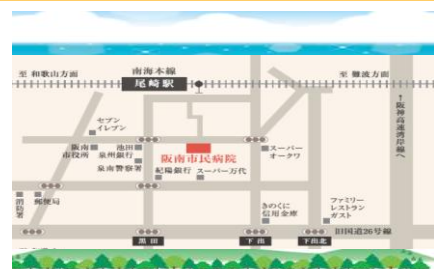 至 和歌山方面
南海本線
尾崎駅
至 難波方面
↑阪神高速湾岸線へ
セブン
イレブン
阪南
市役所
池田
泉州銀行
泉南警察署
阪南市民病院
紀陽銀行
スーパー万代
スーパー
オークワ
消防署
郵便局
きのくに
信用金庫
ファミリー
レストラン
ガスト
旧国道26号線
黒田
下出
下出北